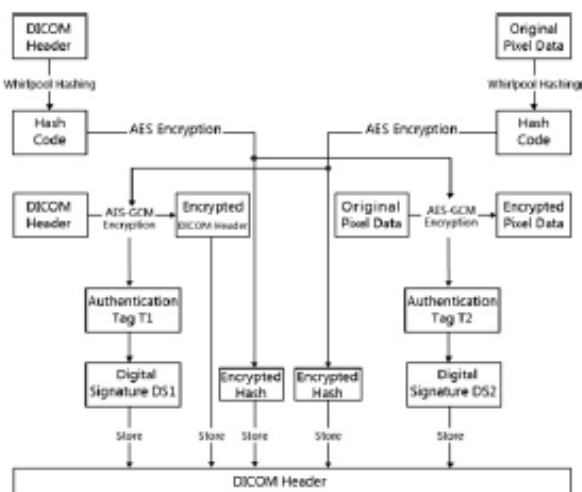 DICOM
Header
Original
Pixel Data
Whirlpool Hashing
Whirlpool Hashing
Hash
Code
AES Encryption
AES Encryption
Hash
Code
DICOM
Header
AES-GCM
Encryption
Encrypted
DICOM Header
Original
Pixel Data
AES-GCM
Encryption
Encrypted
Pixel Data
Authentication
Tag T1
Authentication
Tag T2
Digital
Signature DS1
Encrypted
Hash
Encrypted
Hash
Digital
Signature DS2
Store
Store
Store
Store
Store
DICOM Header